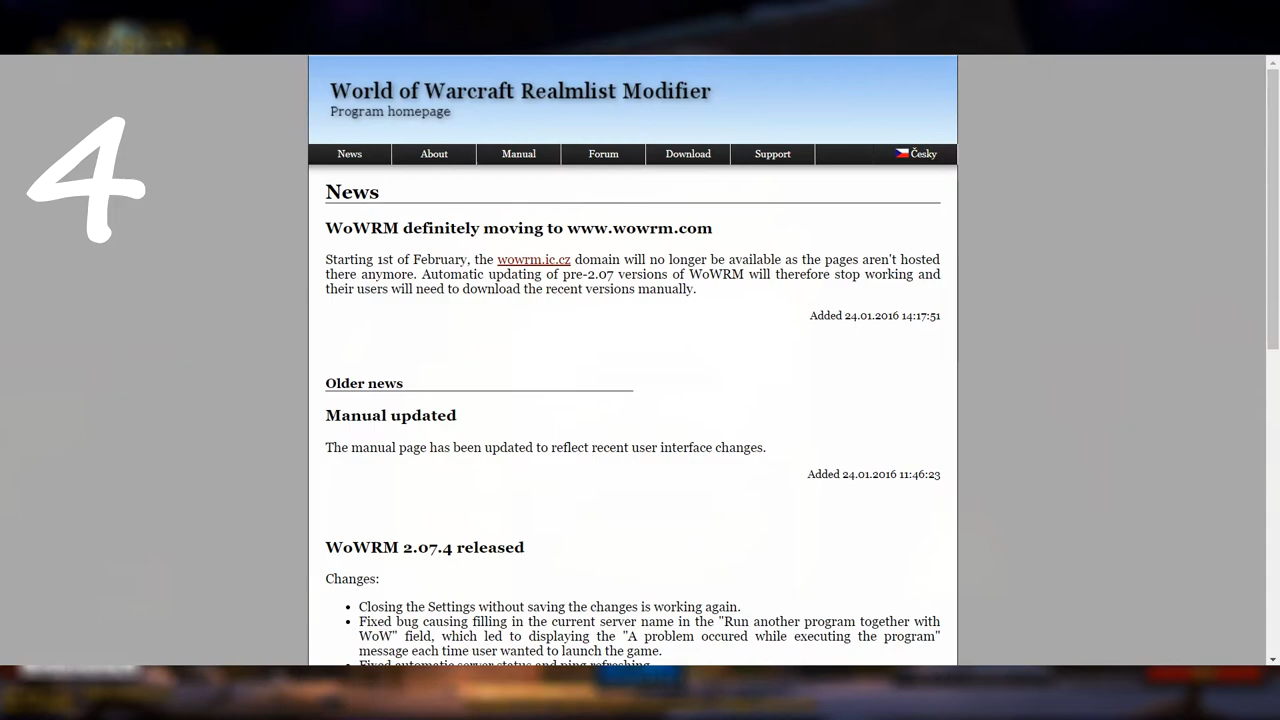 4
World of Warcraft Realmlist Modifier
Program homepage
News About Manual Forum Download Support Česky
News
WoWRM definitely moving to www.wowrm.com
Starting 1st of February, the wowrm.ic.cz domain will no longer be available as the pages aren't hosted
there anymore. Automatic updating of pre-2.07 versions of WoWRM will therefore stop working and
their users will need to download the recent versions manually.
Added 24.01.2016 14:17:51
Older news
Manual updated
The manual page has been updated to reflect recent user interface changes.
Added 24.01.2016 11:46:23
WoWRM 2.07.4 released
Changes:
• Closing the Settings without saving the changes is working again.
• Fixed bug causing filling in the current server name in the "Run another program together with
WoW" field, which led to displaying the "A problem occured while executing the program"
message each time user wanted to launch the game.
• Fixed automatic server status and ping refreshing.